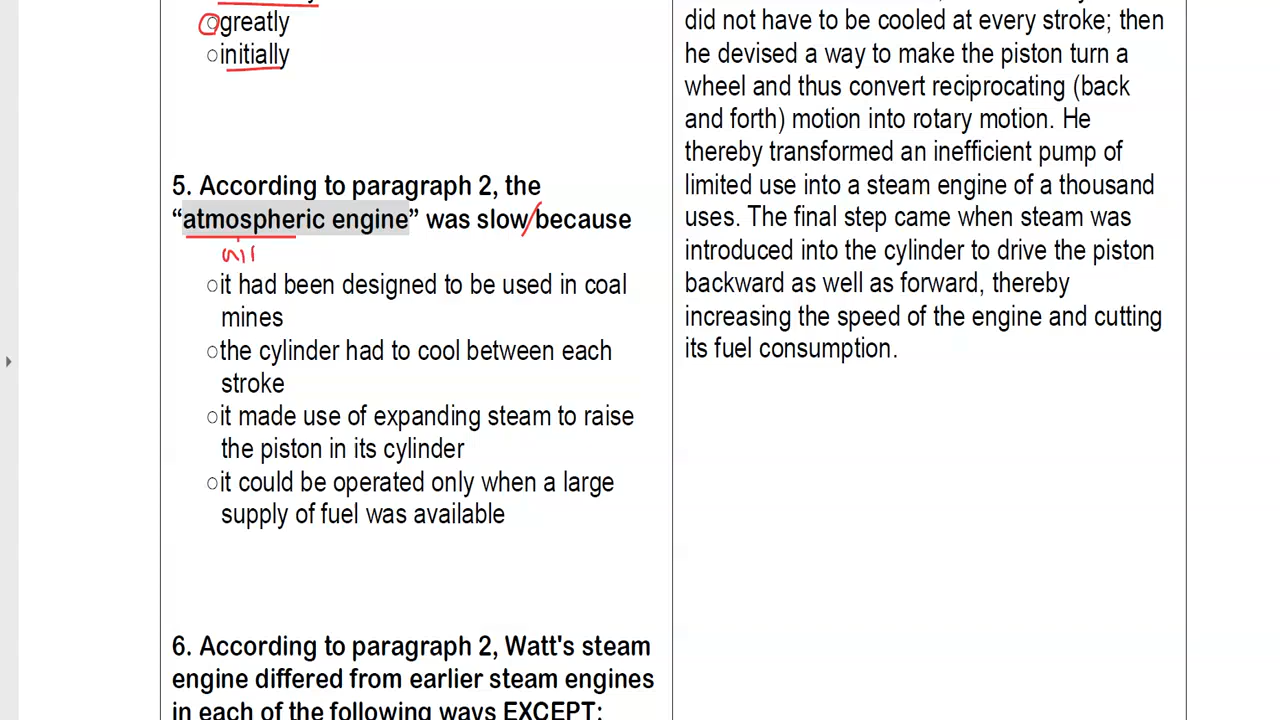 greatly
initially
5. According to paragraph 2, the
“atmospheric engine” was slow/because
air
it had been designed to be used in coal
mines
the cylinder had to cool between each
stroke
it made use of expanding steam to raise
the piston in its cylinder
it could be operated only when a large
supply of fuel was available
6. According to paragraph 2, Watt's steam
engine differed from earlier steam engines
in each of the following ways EXCEPT:
did not have to be cooled at every stroke; then
he devised a way to make the piston turn a
wheel and thus convert reciprocating (back
and forth) motion into rotary motion. He
thereby transformed an inefficient pump of
limited use into a steam engine of a thousand
uses. The final step came when steam was
introduced into the cylinder to drive the piston
backward as well as forward, thereby
increasing the speed of the engine and cutting
its fuel consumption.